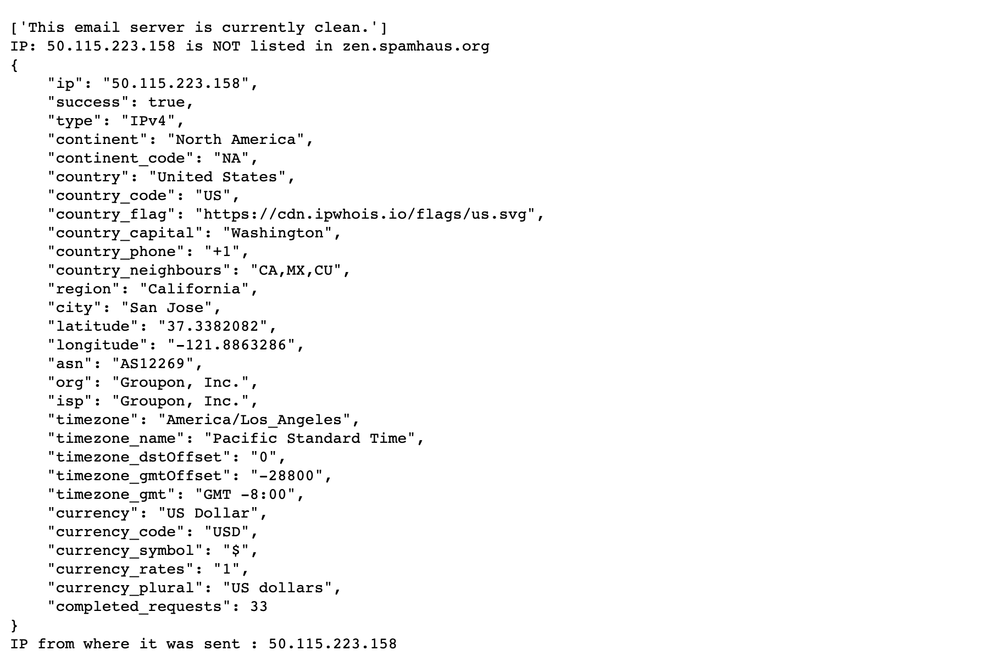 ['This email server is currently clean.']
IP: 50.115.223.158 is NOT listed in zen.spamhaus.org
{
    "ip": "50.115.223.158",
    "success": true,
    "type": "IPv4",
    "continent": "North America",
    "continent_code": "NA",
    "country": "United States",
    "country_code": "US",
    "country_flag": "https://cdn.ipwhois.io/flags/us.svg",
    "country_capital": "Washington",
    "country_phone": "+1",
    "country_neighbours": "CA,MX,CU",
    "region": "California",
    "city": "San Jose",
    "latitude": "37.3382082",
    "longitude": "-121.8863286",
    "asn": "AS12269",
    "org": "Groupon, Inc.",
    "isp": "Groupon, Inc.",
    "timezone": "America/Los_Angeles",
    "timezone_name": "Pacific Standard Time",
    "timezone_dstOffset": "0",
    "timezone_gmtOffset": "-28800",
    "timezone_gmt": "GMT -8:00",
    "currency": "US Dollar",
    "currency_code": "USD",
    "currency_symbol": "$",
    "currency_rates": "1",
    "currency_plural": "US dollars",
    "completed_requests": 33
}
IP from where it was sent : 50.115.223.158